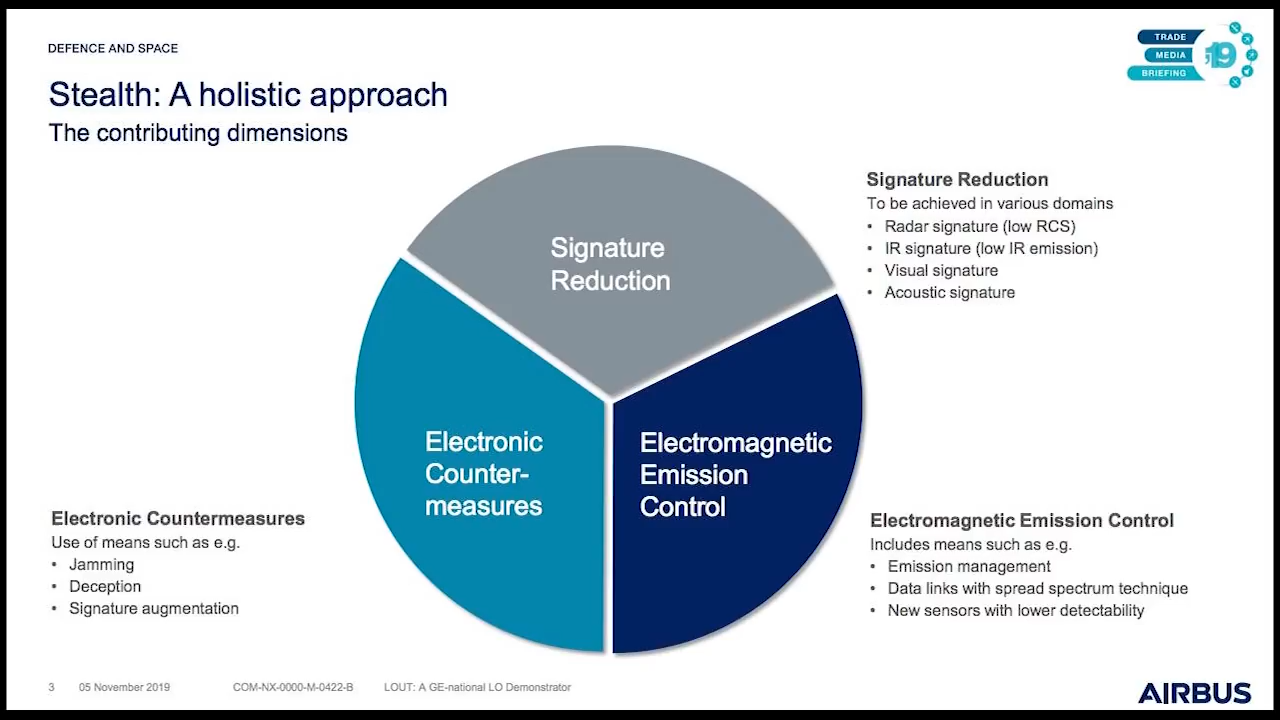 DEFENCE AND SPACE
TRADE
MEDIA
BRIEFING
19
Stealth: A holistic approach
The contributing dimensions
Signature
Reduction
Signature Reduction
To be achieved in various domains
• Radar signature (low RCS)
• IR signature (low IR emission)
• Visual signature
• Acoustic signature
Electronic
Counter-
measures
Electromagnetic
Emission
Control
Electronic Countermeasures
Use of means such as e.g.
• Jamming
• Deception
• Signature augmentation
Electromagnetic Emission Control
Includes means such as e.g.
• Emission management
• Data links with spread spectrum technique
• New sensors with lower detectability
3 05 November 2019 COM-NX-0000-M-0422-B LOUT: A GE-national LO Demonstrator
AIRBUS